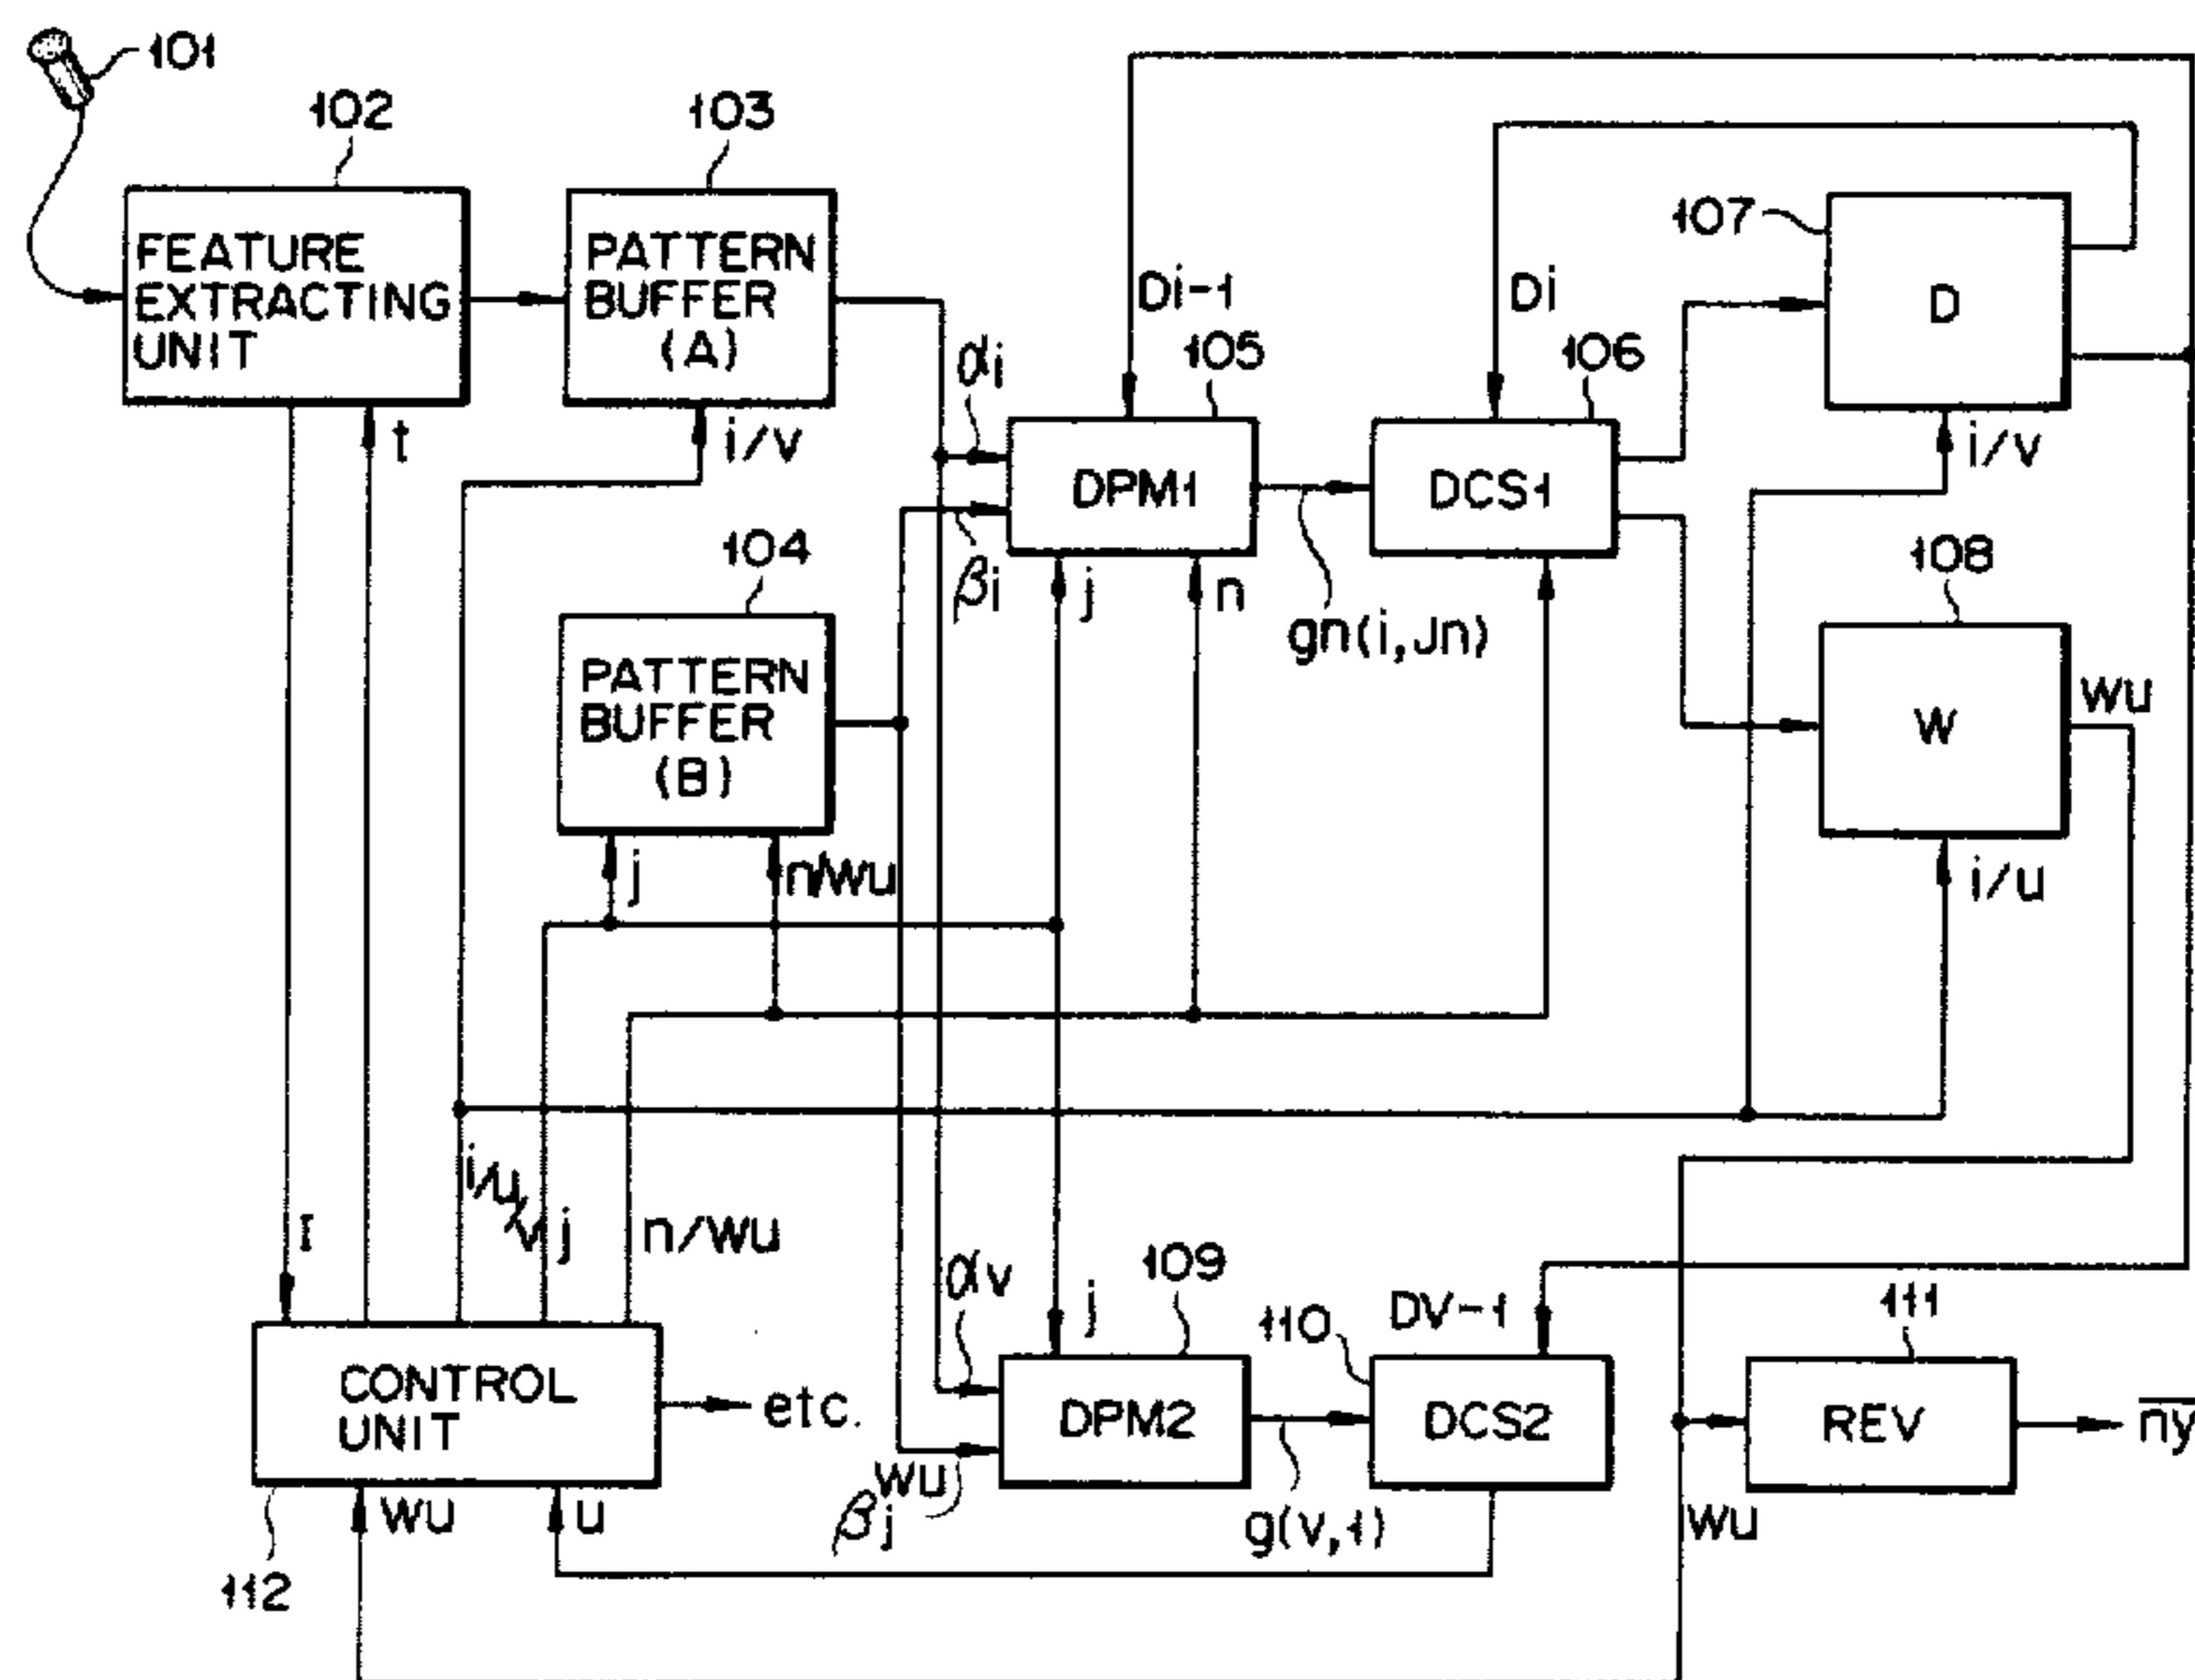 101
102
103
FEATURE
EXTRACTING
UNIT
PATTERN
BUFFER
(A)
t
i/v
αi
βi
Di-1
105
DPM1
j
n
gn(i,Jn)
Di
106
DCS1
107
D
i/v
108
W
Wu
i/u
104
PATTERN
BUFFER
(B)
j
n/Wu
I
i/u/v
j
n/Wu
CONTROL
UNIT
etc.
112
Wu
u
αv
Wu
βj
j
109
DPM2
g(v,1)
110
DV-1
DCS2
111
REV
Wu
ny